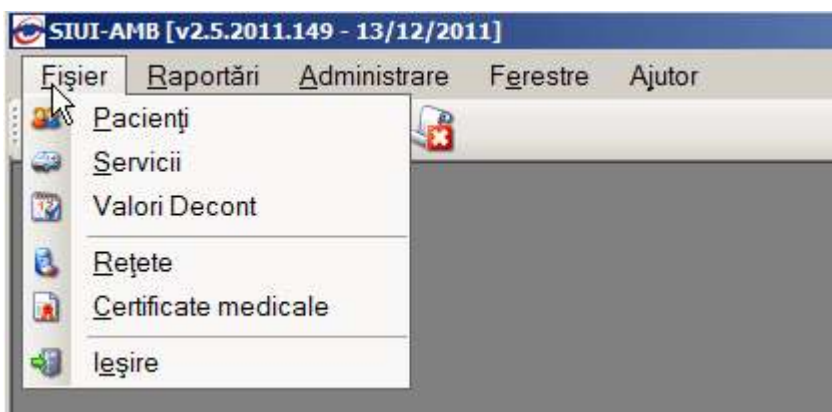 SIUI-AMB [v2.5.2011.149 - 13/12/2011]
Fişier Raportări Administrare Ferestre Ajutor
Pacienţi
Servicii
Valori Decont
Reţete
Certificate medicale
Ieşire